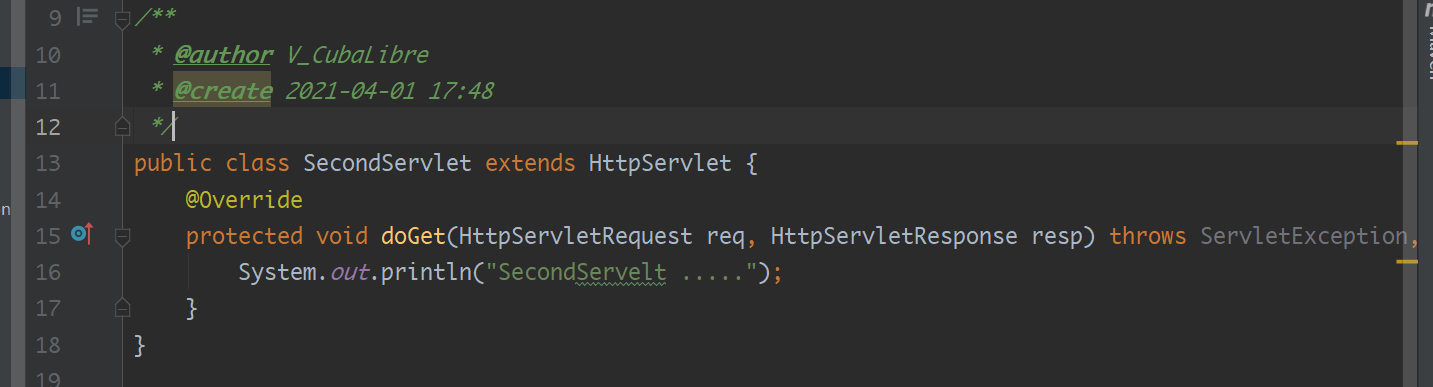 9 /**
10 * @author V_CubaLibre
11 * @create 2021-04-01 17:48
12 */
13 public class SecondServlet extends HttpServlet {
14 @Override
15 protected void doGet(HttpServletRequest req, HttpServletResponse resp) throws ServletException,
16 System.out.println("SecondServelt .....");
17 }
18 }
19
n